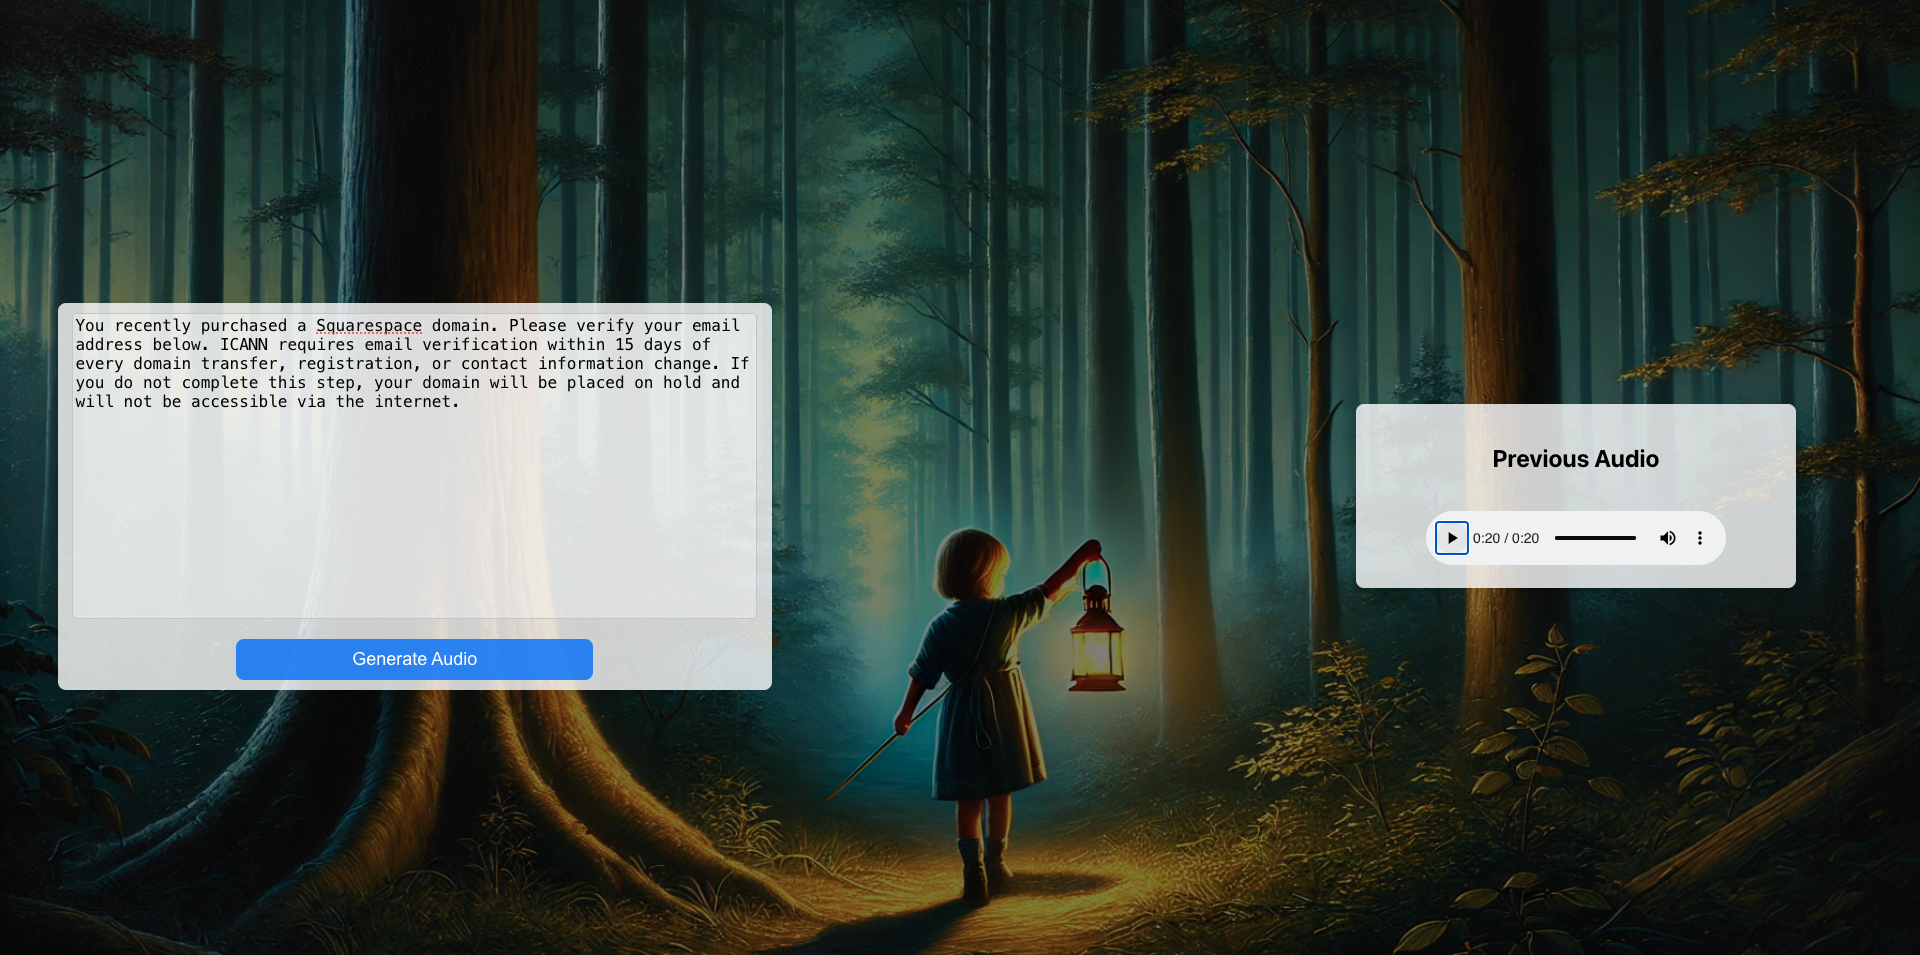 You recently purchased a Squarespace domain. Please verify your email
address below. ICANN requires email verification within 15 days of
every domain transfer, registration, or contact information change. If
you do not complete this step, your domain will be placed on hold and
will not be accessible via the internet.
Generate Audio
Previous Audio
0:20 / 0:20